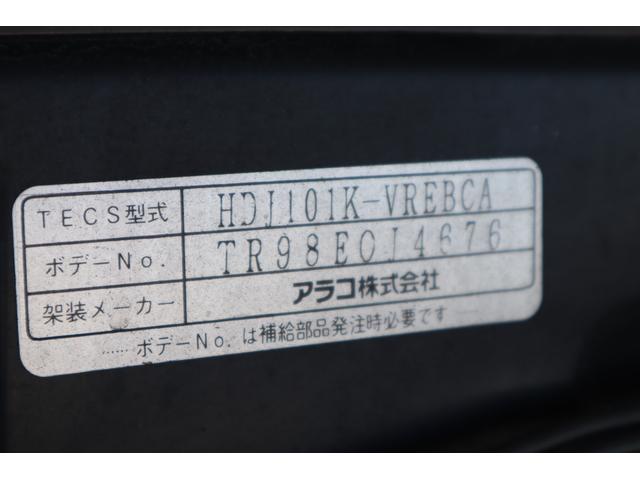 TECS型式 HDJ101K-VREBCA
ボデーNo. TR98E0J4676
架装メーカー アラコ株式会社
……ボデーNo. は補給部品発注時必要です……